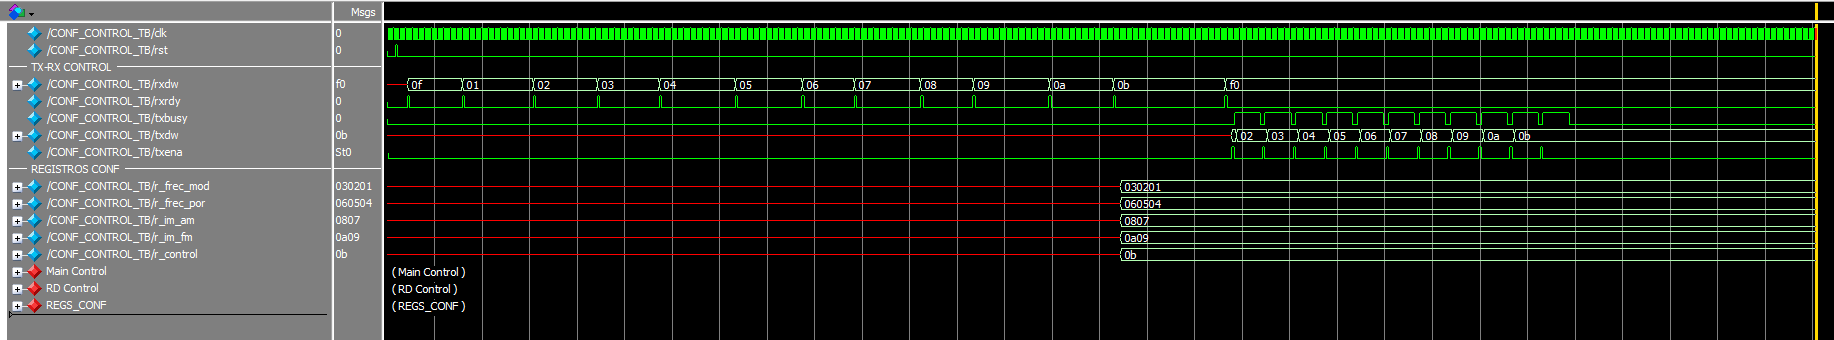 Msgs
/CONF_CONTROL_TB/clk 0
/CONF_CONTROL_TB/rst 0
TX-RX CONTROL
/CONF_CONTROL_TB/rxdw f0 0f 01 02 03 04 05 06 07 08 09 0a 0b f0
/CONF_CONTROL_TB/rxrdy 0
/CONF_CONTROL_TB/txbusy 0
/CONF_CONTROL_TB/txdw 0b 02 03 04 05 06 07 08 09 0a 0b
/CONF_CONTROL_TB/txena St0
REGISTROS CONF
/CONF_CONTROL_TB/r_frec_mod 030201 030201
/CONF_CONTROL_TB/r_frec_por 060504 060504
/CONF_CONTROL_TB/r_im_am 0807 0807
/CONF_CONTROL_TB/r_im_fm 0a09 0a09
/CONF_CONTROL_TB/r_control 0b 0b
Main Control ( Main Control )
RD Control ( RD Control )
REGS_CONF ( REGS_CONF )